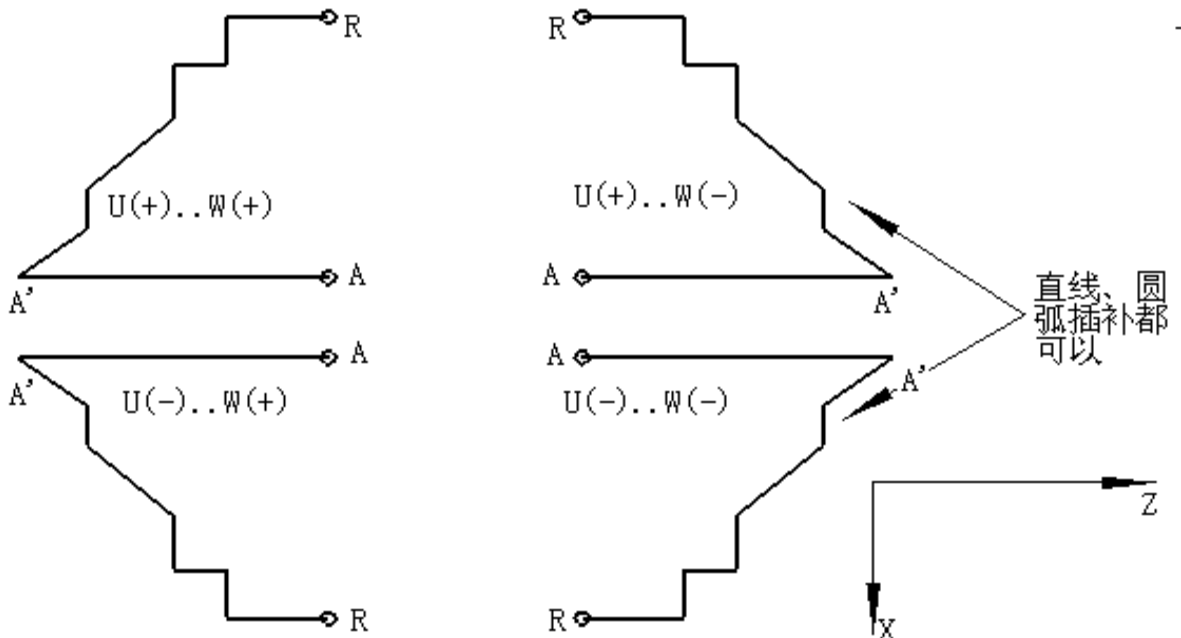 R
R
U(+)..W(+)
U(+)..W(-)
A
A
A'
A'
直线、圆
弧插补都
可以
A
A
A'
A'
U(-)..W(+)
U(-)..W(-)
Z
R
R
X